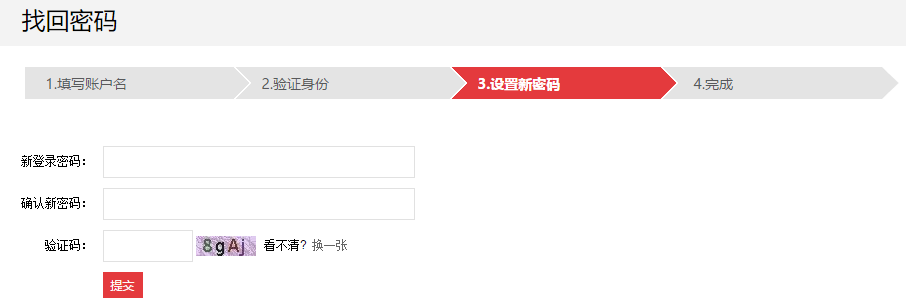 找回密码
1.填写账户名 2.验证身份 3.设置新密码 4.完成
新登录密码：
确认新密码：
验证码： 8gAj 看不清？换一张
提交